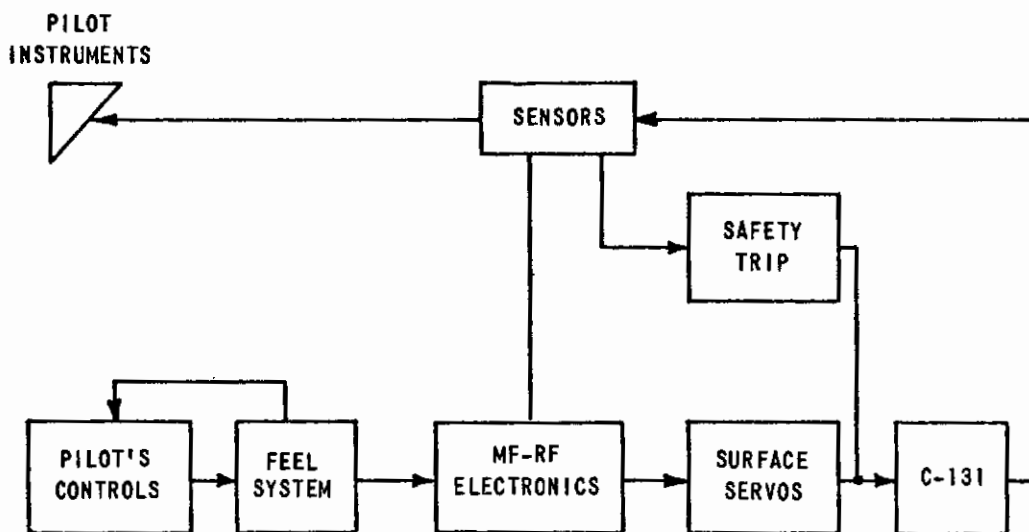 PILOT
INSTRUMENTS
SENSORS
SAFETY
TRIP
PILOT'S
CONTROLS
FEEL
SYSTEM
MF-RF
ELECTRONICS
SURFACE
SERVOS
C-131